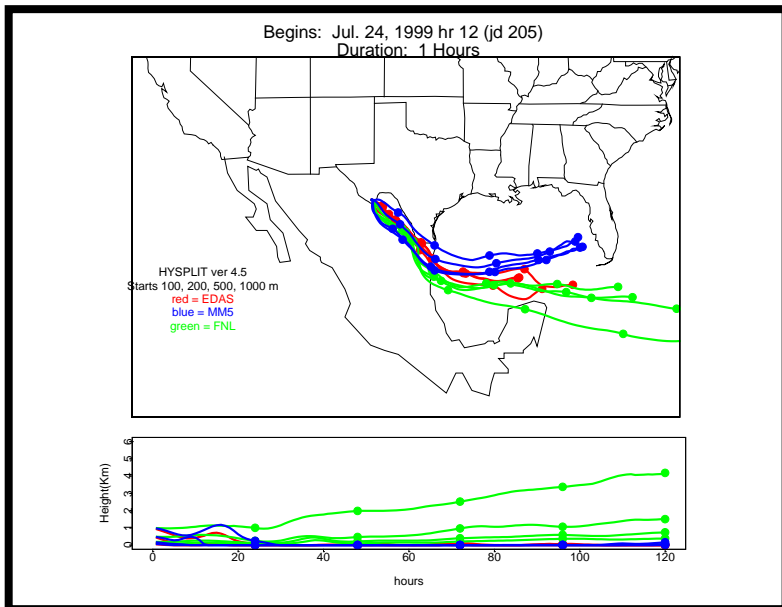 Begins:  Jul. 24, 1999 hr 12 (jd 205)
Duration:  1 Hours
HYSPLIT ver 4.5
Starts 100, 200, 500, 1000 m
red = EDAS
blue = MM5
green = FNL
Height(Km)
6
5
4
3
2
1
0
0 20 40 60 80 100 120
hours